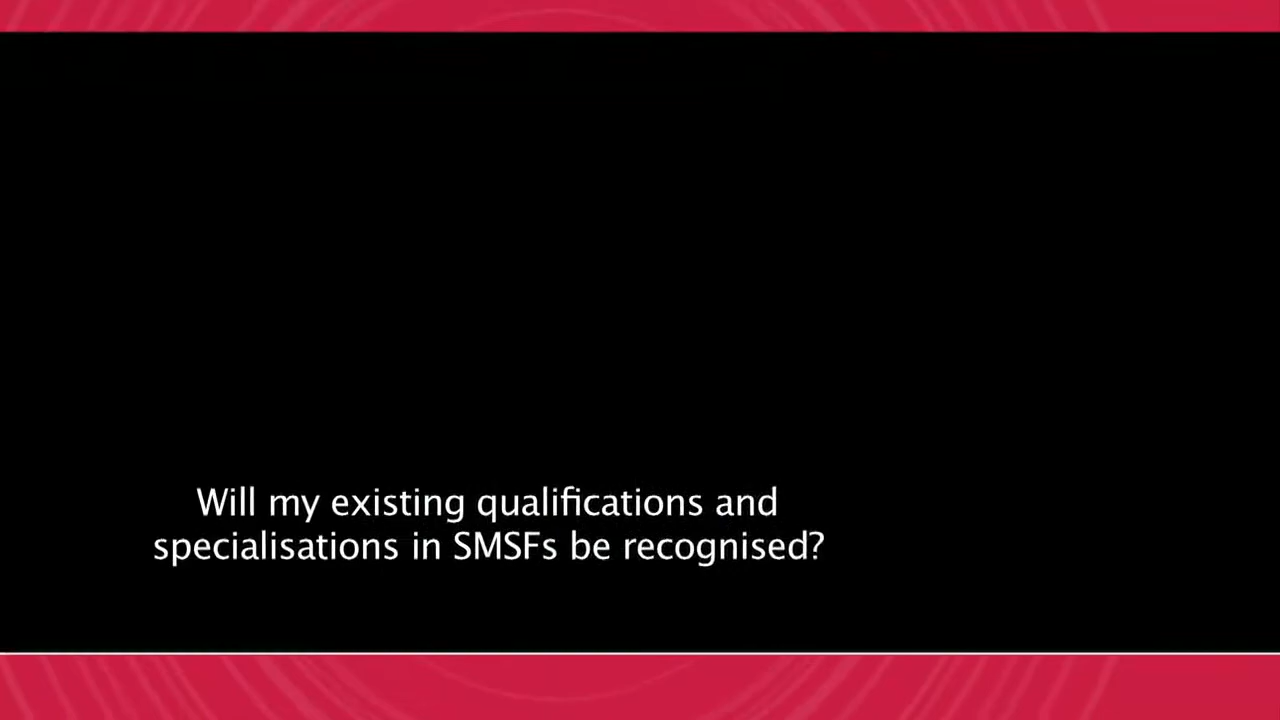 Will my existing qualifications and
specialisations in SMSFs be recognised?